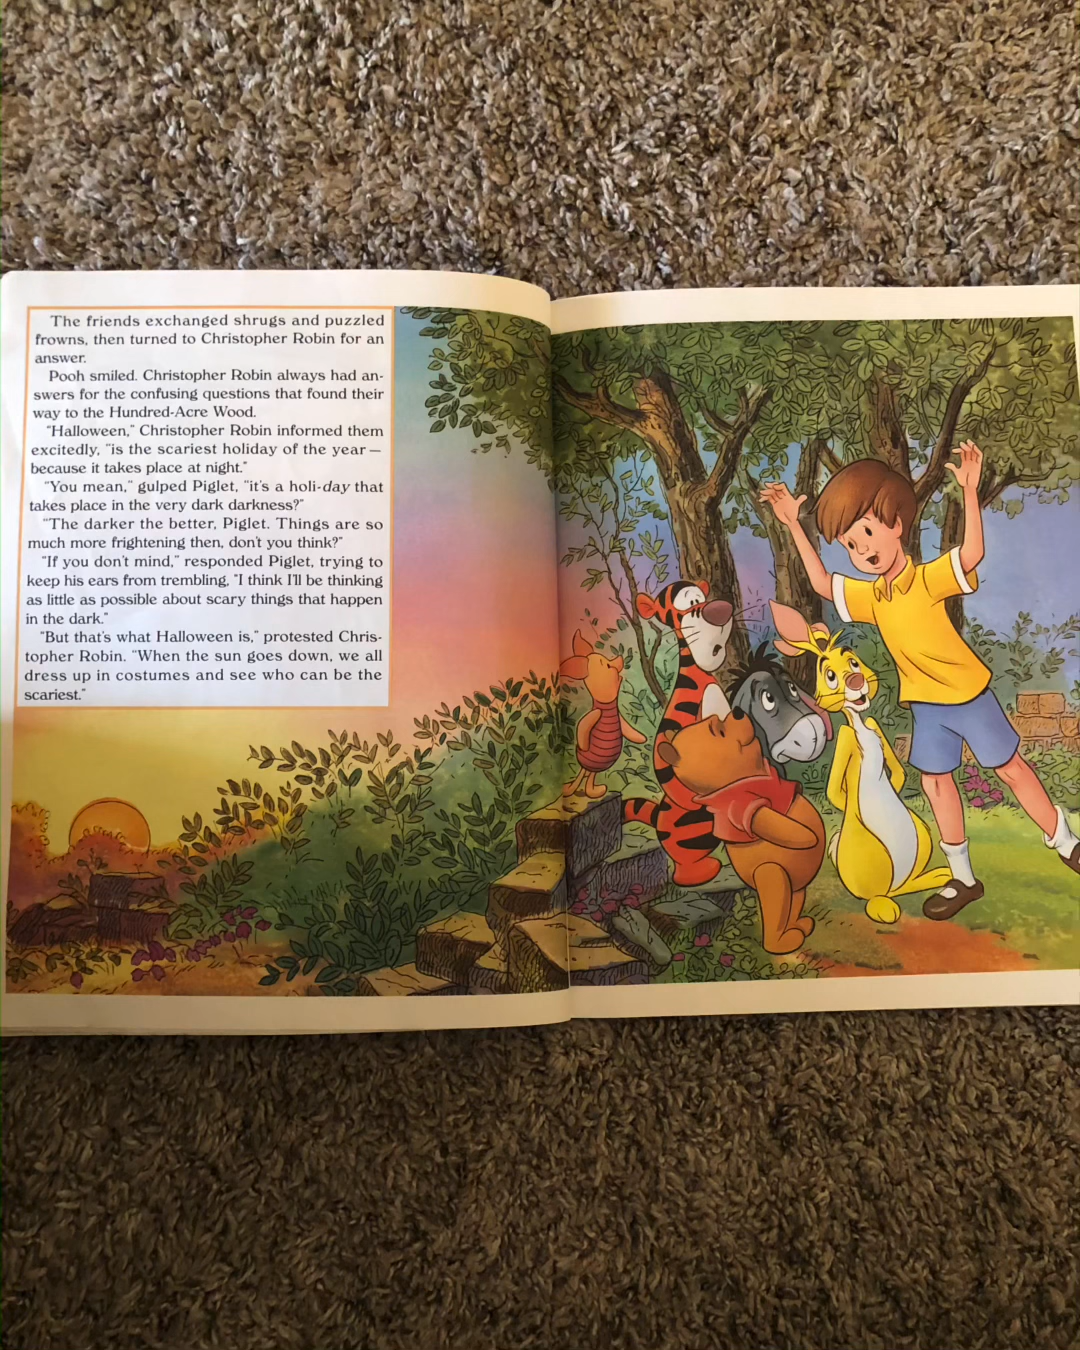 The friends exchanged shrugs and puzzled
frowns, then turned to Christopher Robin for an
answer.
Pooh smiled. Christopher Robin always had an-
swers for the confusing questions that found their
way to the Hundred-Acre Wood.
"Halloween," Christopher Robin informed them
excitedly, "is the scariest holiday of the year —
because it takes place at night."
"You mean," gulped Piglet, "it's a holi-day that
takes place in the very dark darkness?"
"The darker the better, Piglet. Things are so
much more frightening then, don't you think?"
"If you don't mind," responded Piglet, trying to
keep his ears from trembling, "I think I'll be thinking
as little as possible about scary things that happen
in the dark."
"But that's what Halloween is," protested Chris-
topher Robin. "When the sun goes down, we all
dress up in costumes and see who can be the
scariest."